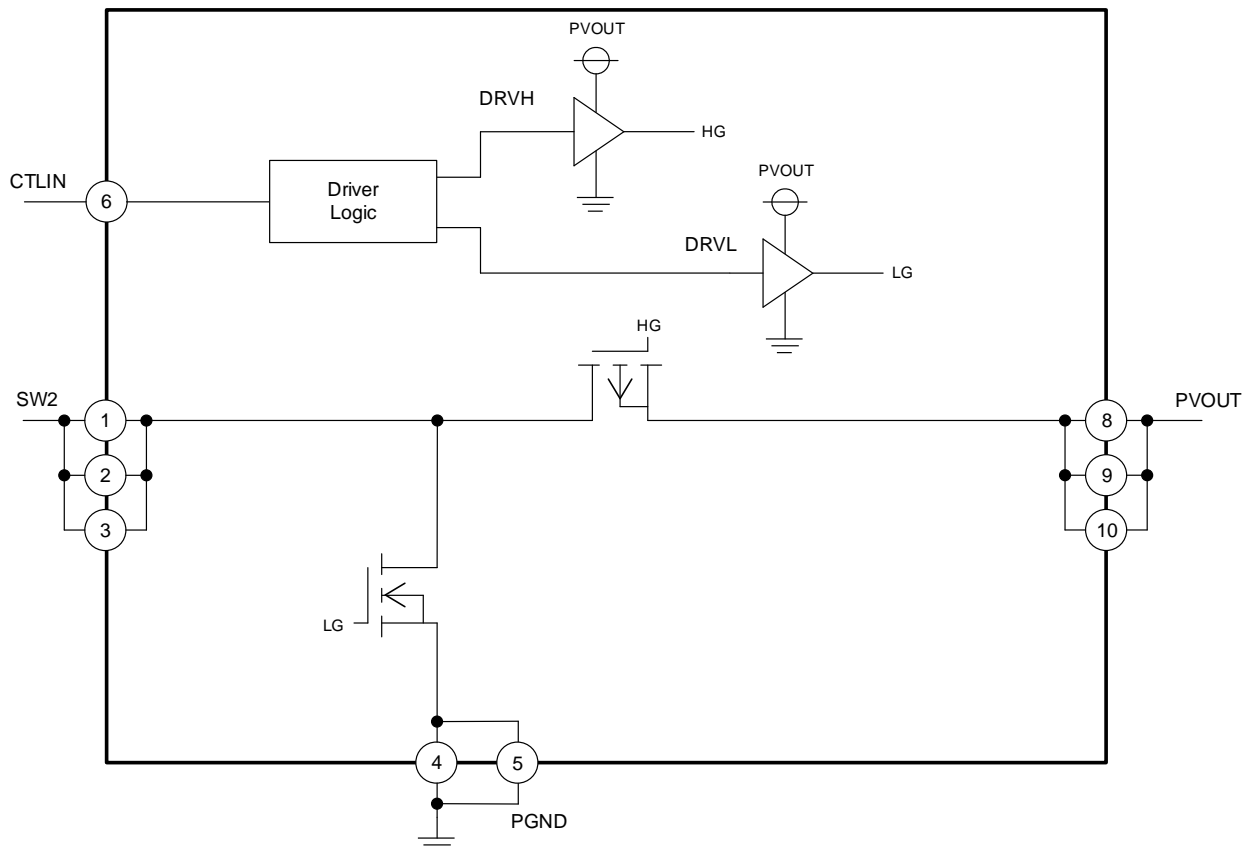 PVOUT
DRVH
HG
CTLIN
6
Driver
Logic
PVOUT
DRVL
LG
HG
SW2
1
2
3
8
9
10
PVOUT
LG
4
5
PGND